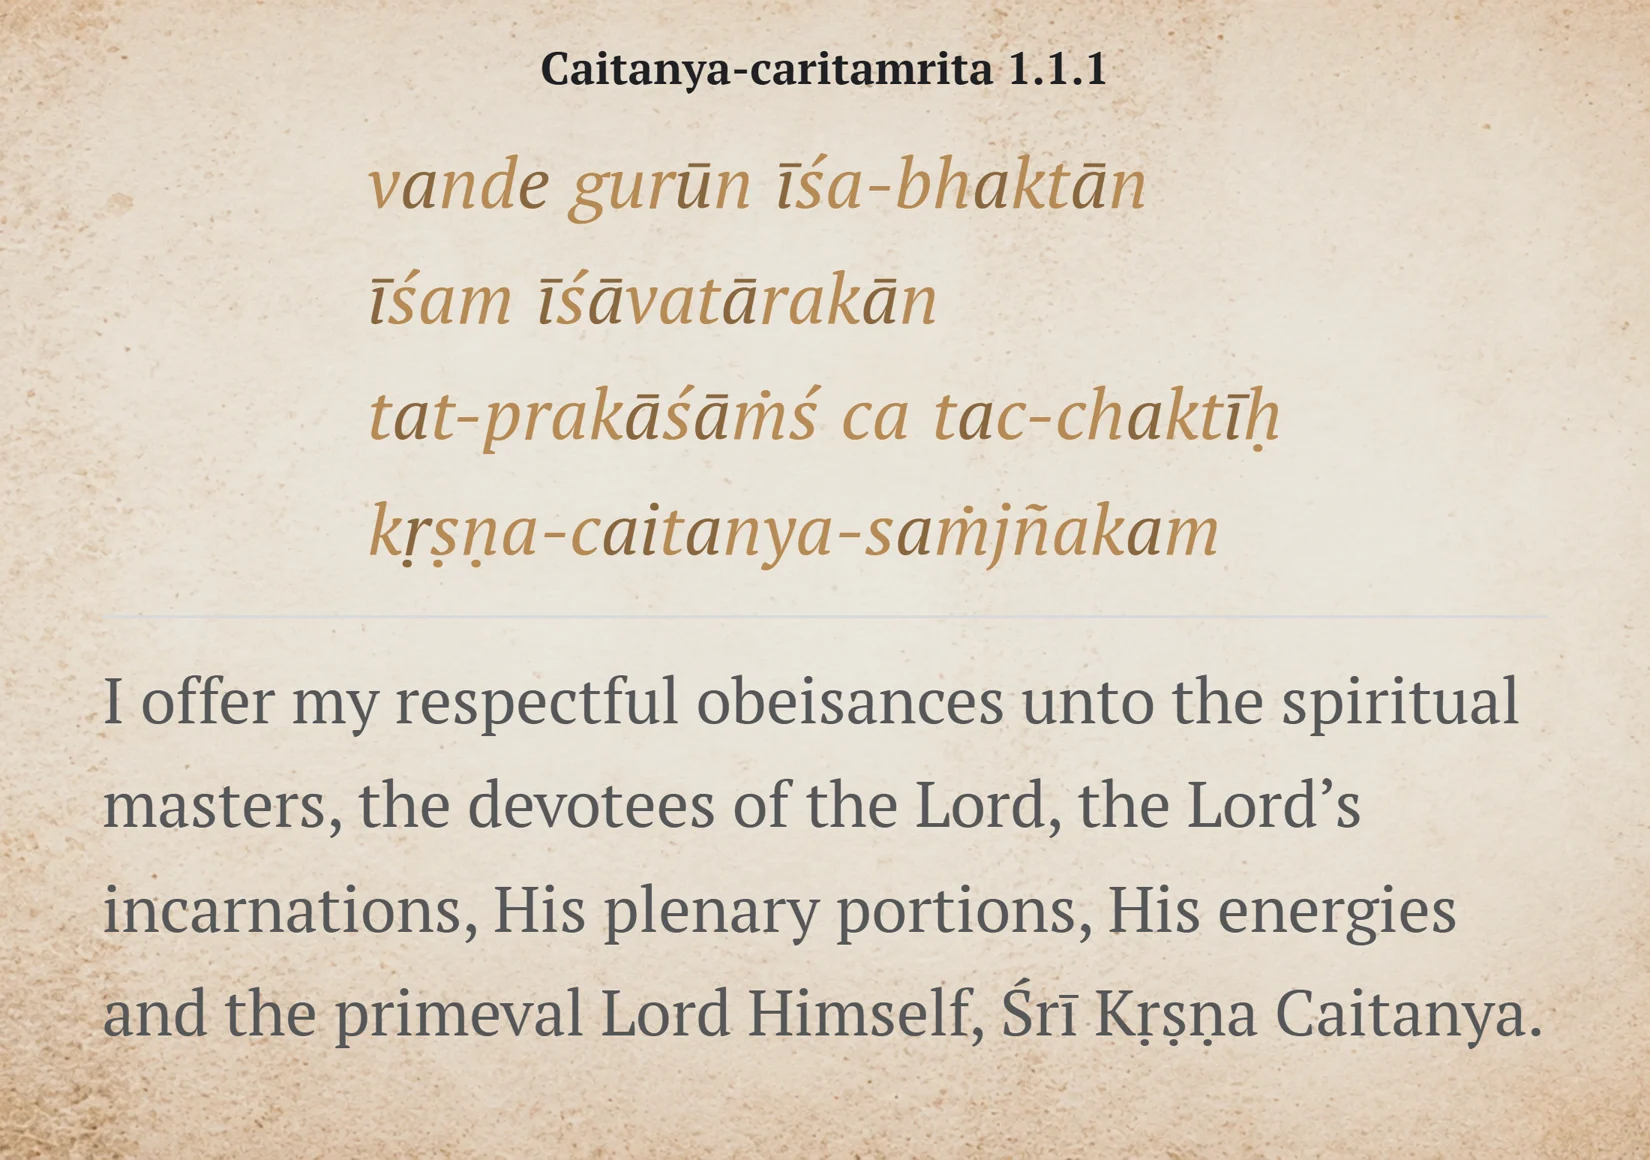 Caitanya-caritamrita 1.1.1
vande gurūn īśa-bhaktān
īśam īśāvatārakān
tat-prakāśāṁś ca tac-chaktīḥ
kṛṣṇa-caitanya-saṁjñakam
I offer my respectful obeisances unto the spiritual
masters, the devotees of the Lord, the Lord’s
incarnations, His plenary portions, His energies
and the primeval Lord Himself, Śrī Kṛṣṇa Caitanya.